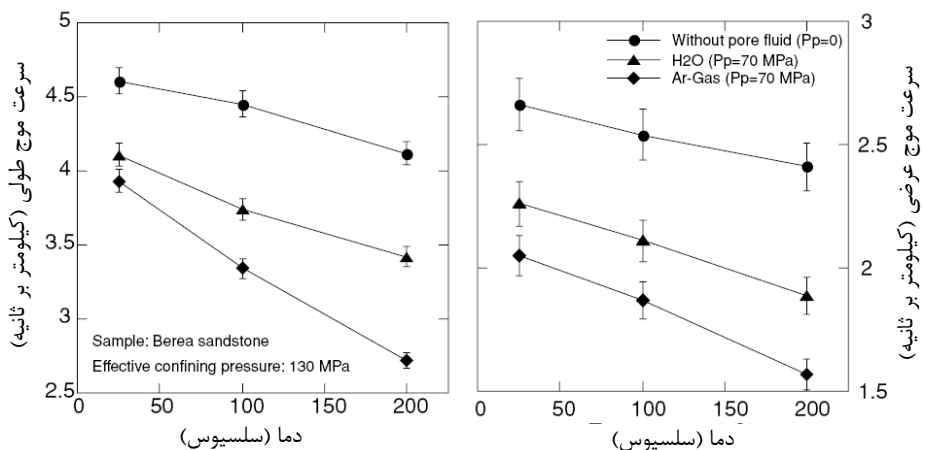 5
4.5
4
3.5
3
2.5
سرعت موج طولی (کیلومتر بر ثانیه)
Sample: Berea sandstone
Effective confining pressure: 130 MPa
0 50 100 150 200
دما (سلسیوس)
Without pore fluid (Pp=0)
H2O (Pp=70 MPa)
Ar-Gas (Pp=70 MPa)
3
2.5
2
1.5
سرعت موج عرضی (کیلومتر بر ثانیه)
0 50 100 150 200
دما (سلسیوس)